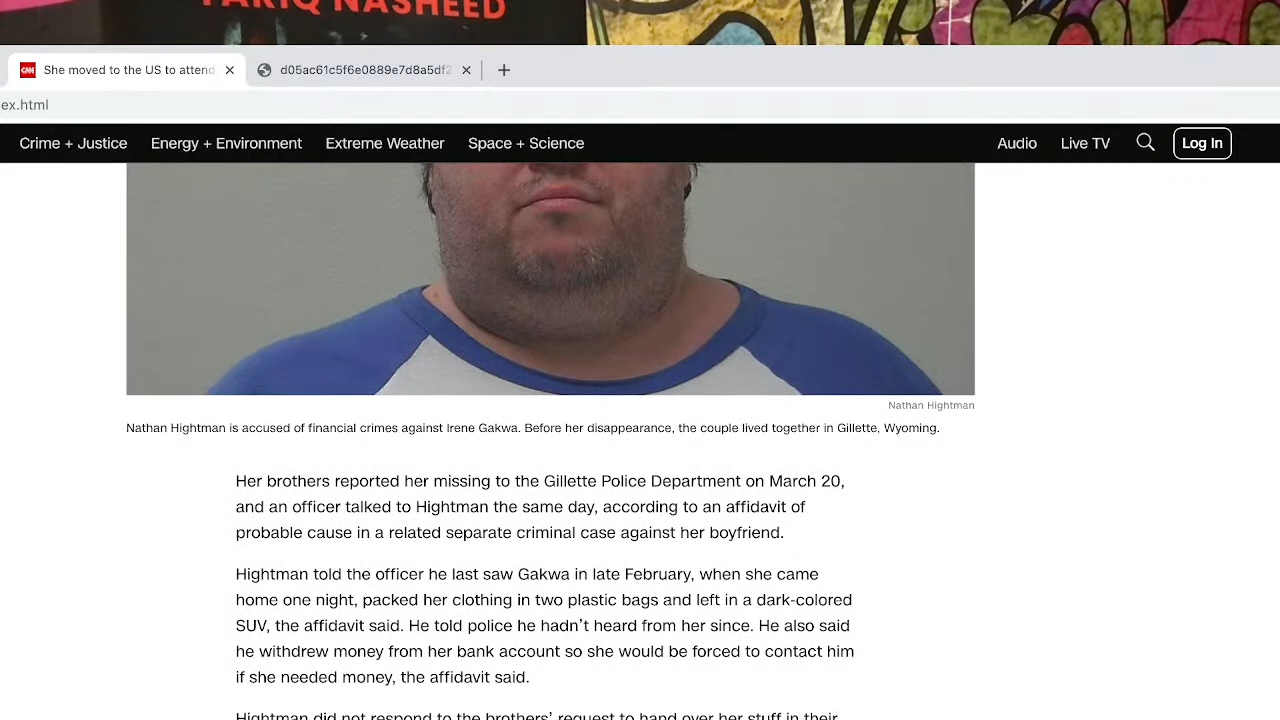 TARIQ NASHEED
She moved to the US to attend
d05ac61c5f6e0889e7d8a5df2
ex.html
Crime + Justice Energy + Environment Extreme Weather Space + Science Audio Live TV Log In
Nathan Hightman
Nathan Hightman is accused of financial crimes against Irene Gakwa. Before her disappearance, the couple lived together in Gillette, Wyoming.
Her brothers reported her missing to the Gillette Police Department on March 20,
and an officer talked to Hightman the same day, according to an affidavit of
probable cause in a related separate criminal case against her boyfriend.
Hightman told the officer he last saw Gakwa in late February, when she came
home one night, packed her clothing in two plastic bags and left in a dark-colored
SUV, the affidavit said. He told police he hadn't heard from her since. He also said
he withdrew money from her bank account so she would be forced to contact him
if she needed money, the affidavit said.
Hightman did not respond to the brothers' request to hand over her stuff in their